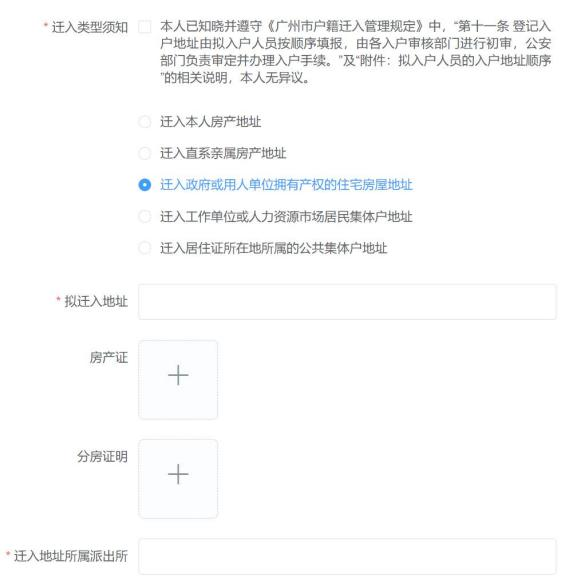 * 迁入类型须知 本人已知晓并遵守《广州市户籍迁入管理规定》中，“第十一条 登记入
户地址由拟入户人员按顺序填报，由各入户审核部门进行初审，公安
部门负责审定并办理入户手续。”及“附件：拟入户人员的入户地址顺序
”的相关说明，本人无异议。
迁入本人房产地址
迁入直系亲属房产地址
迁入政府或用人单位拥有产权的住宅房屋地址
迁入工作单位或人力资源市场居民集体户地址
迁入居住证所在地所属的公共集体户地址
* 拟迁入地址
房产证
分房证明
* 迁入地址所属派出所